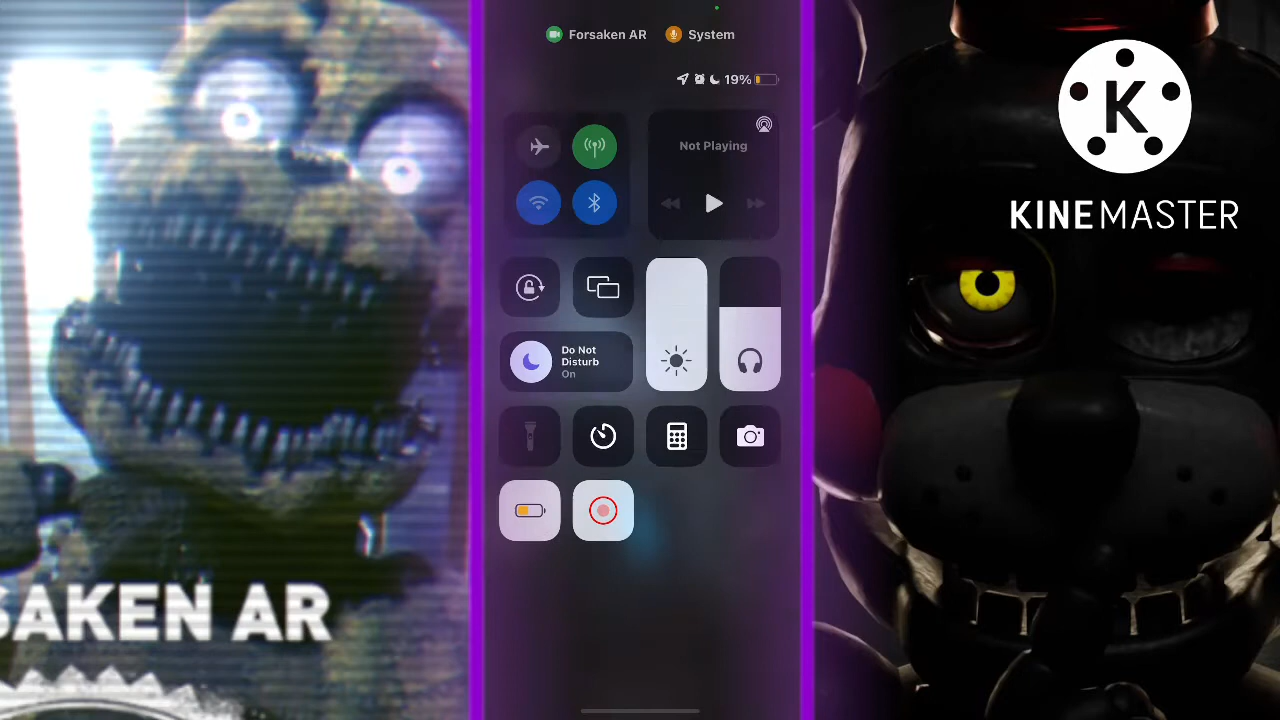 Forsaken AR System
19%
Not Playing
Do Not
Disturb
On
K
KINEMASTER
SAKEN AR